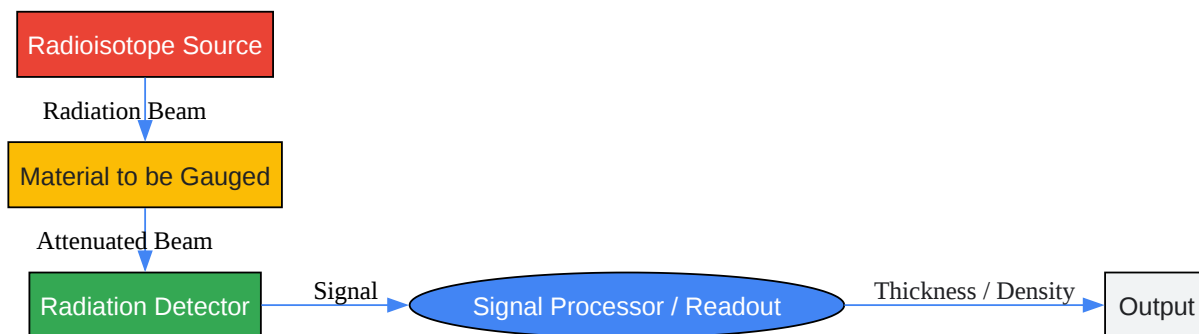 Radioisotope Source
Radiation Beam
Material to be Gauged
Attenuated Beam
Radiation Detector
Signal
Signal Processor / Readout
Thickness / Density
Output